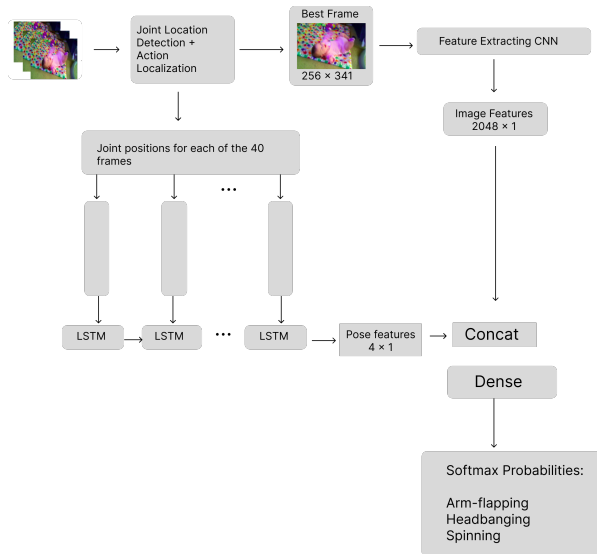 Joint Location
Detection +
Action
Localization
Best Frame
256 × 341
Feature Extracting CNN
Image Features
2048 × 1
Joint positions for each of the 40
frames
...
LSTM
LSTM
...
LSTM
Pose features
4 × 1
Concat
Dense
Softmax Probabilities:
Arm-flapping
Headbanging
Spinning